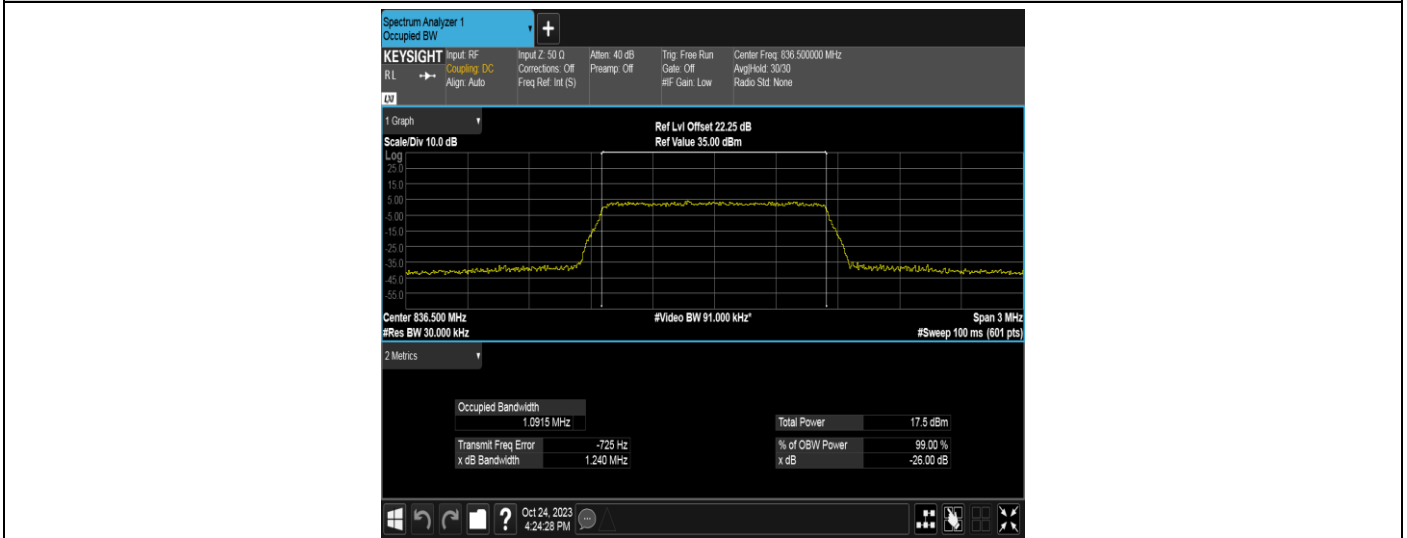 Spectrum Analyzer 1
Occupied BW
+
KEYSIGHT
RL
LXI
Input: RF
Coupling: DC
Align: Auto
Input Z: 50 Ω
Corrections: Off
Freq Ref: Int (S)
Atten: 40 dB
Preamp: Off
Trig: Free Run
Gate: Off
#IF Gain: Low
Center Freq: 836.500000 MHz
Avg|Hold: 30/30
Radio Std: None
1 Graph
Scale/Div 10.0 dB
Ref Lvl Offset 22.25 dB
Ref Value 35.00 dBm
Log
25.0
15.0
5.00
-5.00
-15.0
-25.0
-35.0
-45.0
-55.0
Center 836.500 MHz
#Video BW 91.000 kHz*
Span 3 MHz
#Res BW 30.000 kHz
#Sweep 100 ms (601 pts)
2 Metrics
Occupied Bandwidth
1.0915 MHz
Total Power 17.5 dBm
Transmit Freq Error -725 Hz
% of OBW Power 99.00 %
x dB Bandwidth 1.240 MHz
x dB -26.00 dB
?
Oct 24, 2023
4:24:28 PM